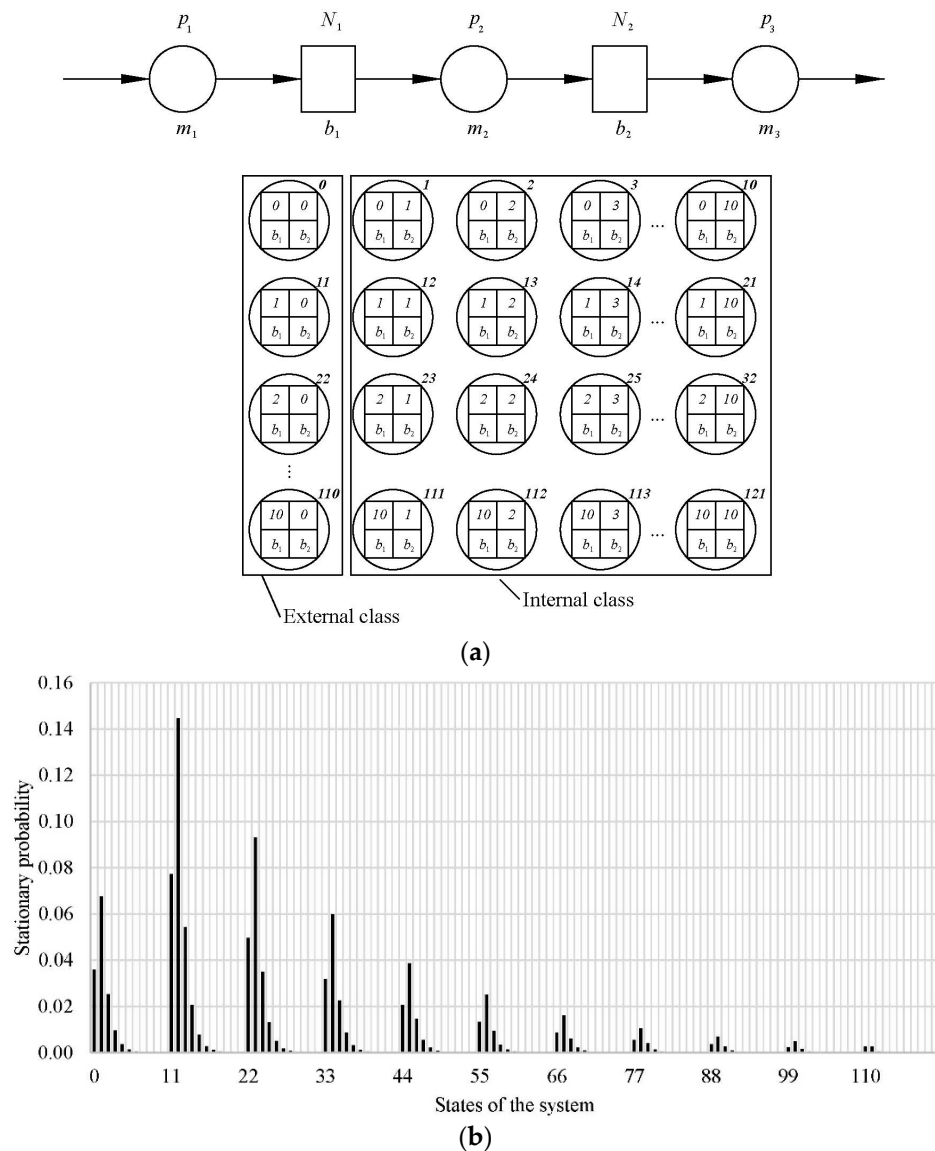 p1 N1 p2 N2 p3
m1 b1 m2 b2 m3
0 1 2 3 10
0 0 0 1 0 2 0 3 ... 0 10
b1 b2 b1 b2 b1 b2 b1 b2 b1 b2
11 12 13 14 21
1 0 1 1 1 2 1 3 ... 1 10
b1 b2 b1 b2 b1 b2 b1 b2 b1 b2
22 23 24 25 32
2 0 2 1 2 2 2 3 ... 2 10
b1 b2 b1 b2 b1 b2 b1 b2 b1 b2
⋮
110 111 112 113 121
10 0 10 1 10 2 10 3 ... 10 10
b1 b2 b1 b2 b1 b2 b1 b2 b1 b2
External class
Internal class
(a)
Stationary probability
0.16
0.14
0.12
0.10
0.08
0.06
0.04
0.02
0.00
0 11 22 33 44 55 66 77 88 99 110
States of the system
(b)